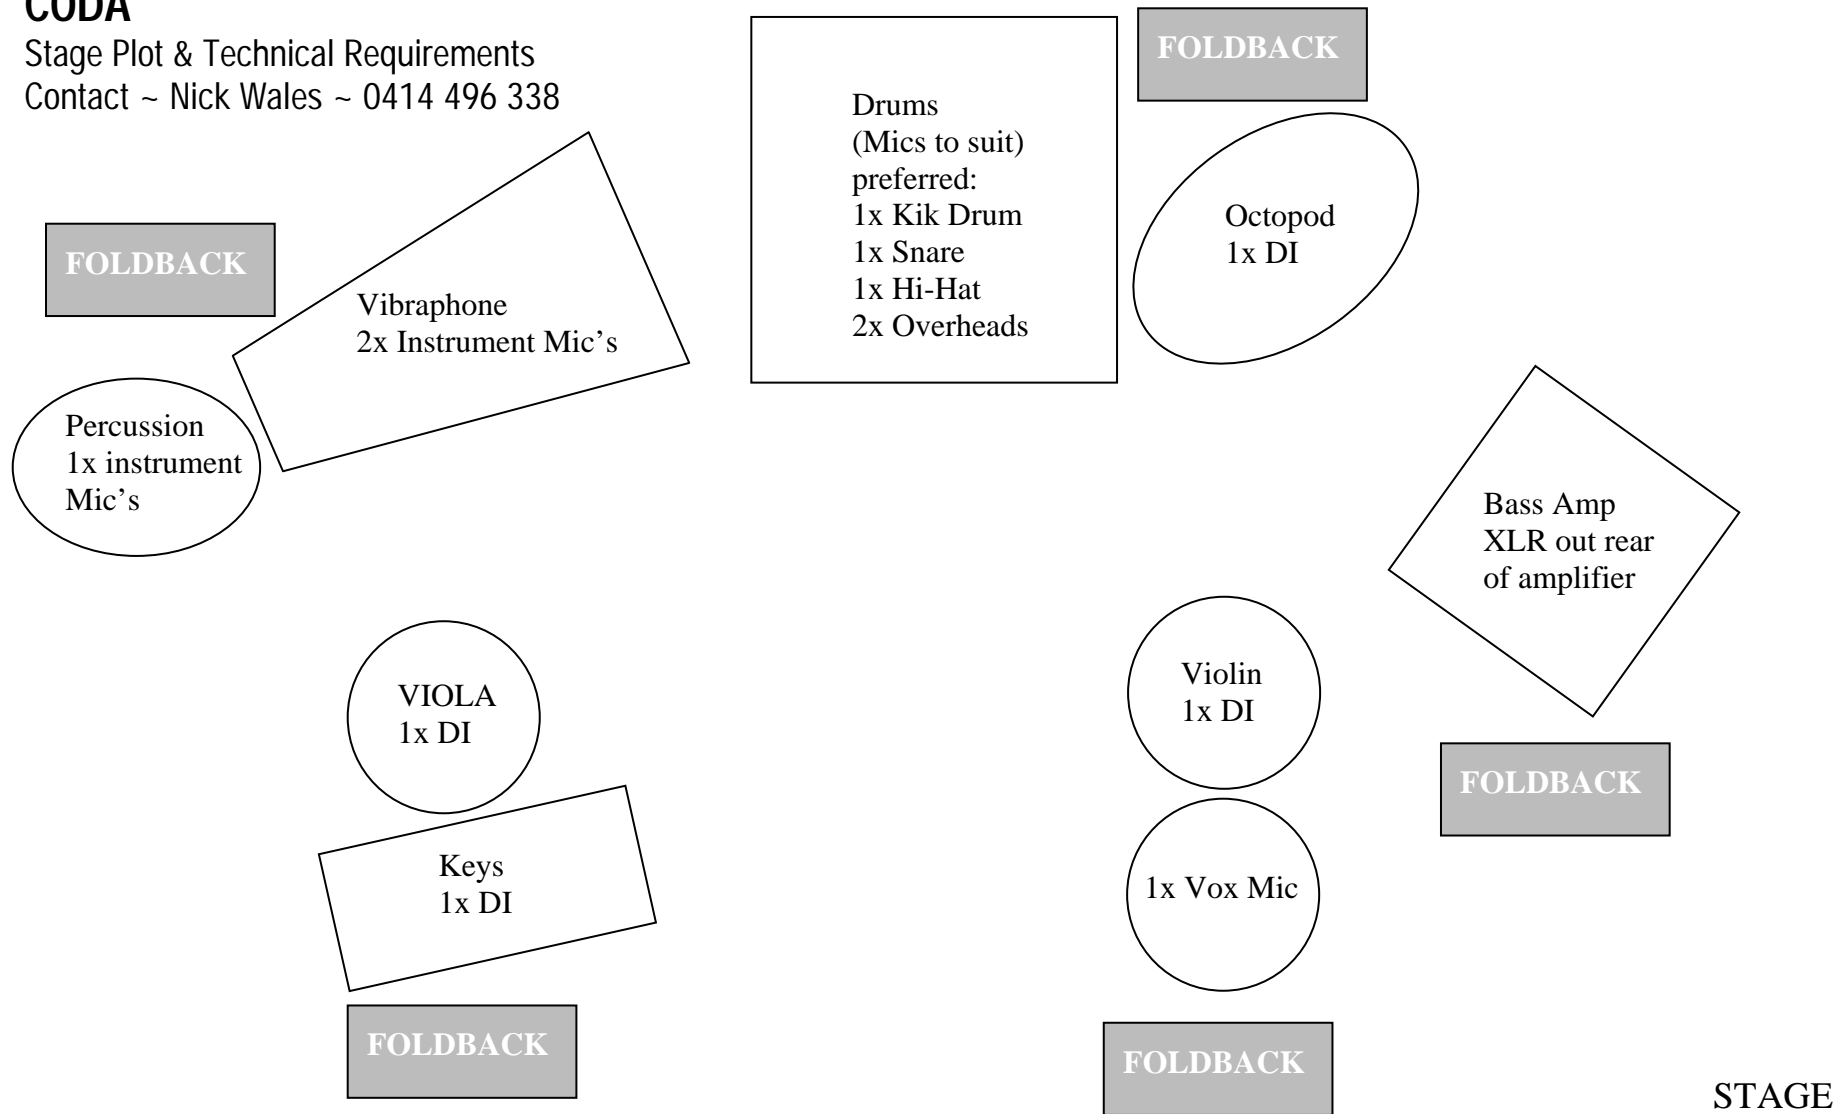 CODA
Stage Plot & Technical Requirements
Contact ~ Nick Wales ~ 0414 496 338
FOLDBACK
Drums
(Mics to suit)
preferred:
1x Kik Drum
1x Snare
1x Hi-Hat
2x Overheads
Octopod
1x DI
FOLDBACK
Vibraphone
2x Instrument Mic's
Percussion
1x instrument
Mic's
Bass Amp
XLR out rear
of amplifier
VIOLA
1x DI
Violin
1x DI
FOLDBACK
Keys
1x DI
1x Vox Mic
FOLDBACK
FOLDBACK
STAGE